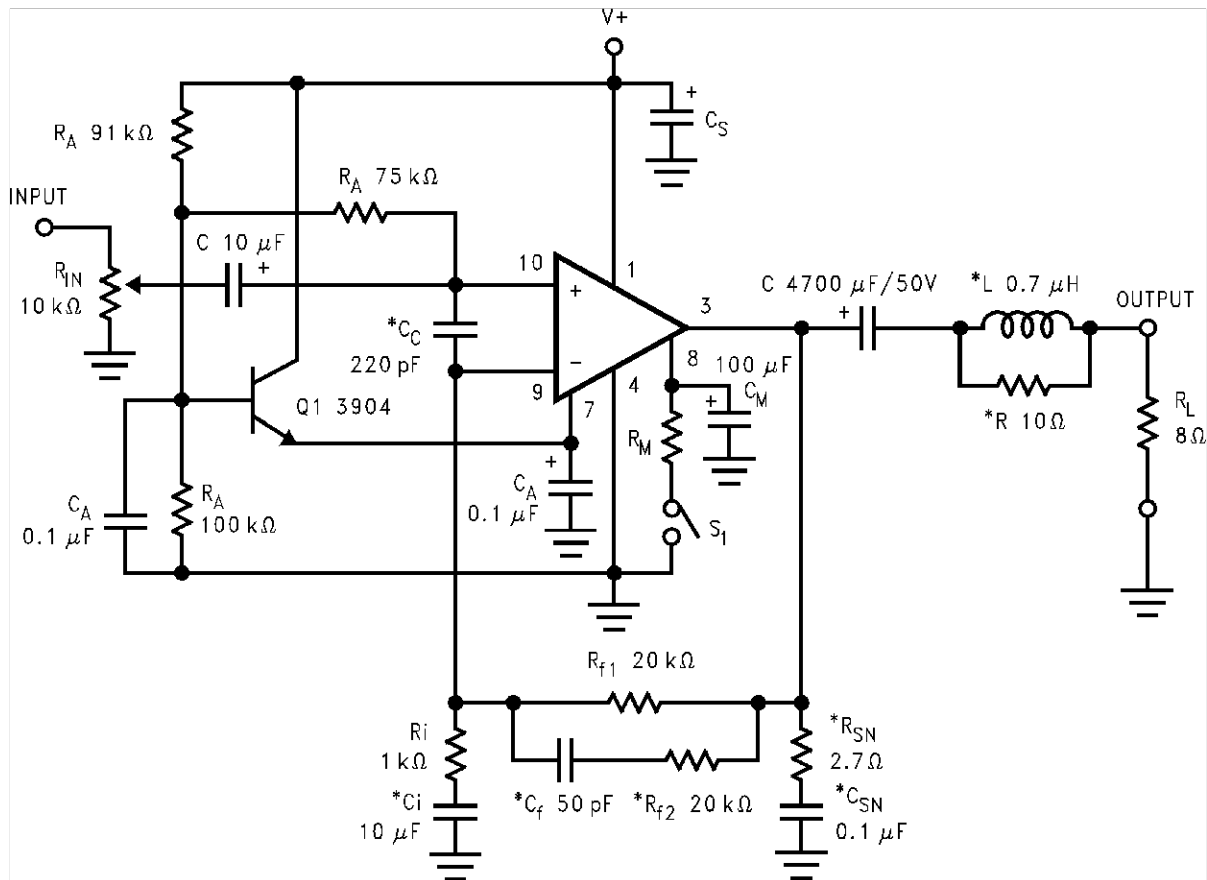 V+
R_A 91 kΩ
+
C_S
INPUT
R_A 75 kΩ
C 10 μF
+
R_IN
10 kΩ
10
+
1
*C_C
220 pF
−
9
7
4
3
8
C 4700 μF/50V
+
*L 0.7 μH
OUTPUT
*R 10Ω
R_L
8Ω
100 μF
+
C_M
R_M
Q1 3904
+
C_A
0.1 μF
R_A
100 kΩ
C_A
0.1 μF
S_1
R_f1 20 kΩ
Ri
1 kΩ
*Ci
10 μF
*C_f 50 pF
*R_f2 20 kΩ
*R_SN
2.7Ω
*C_SN
0.1 μF